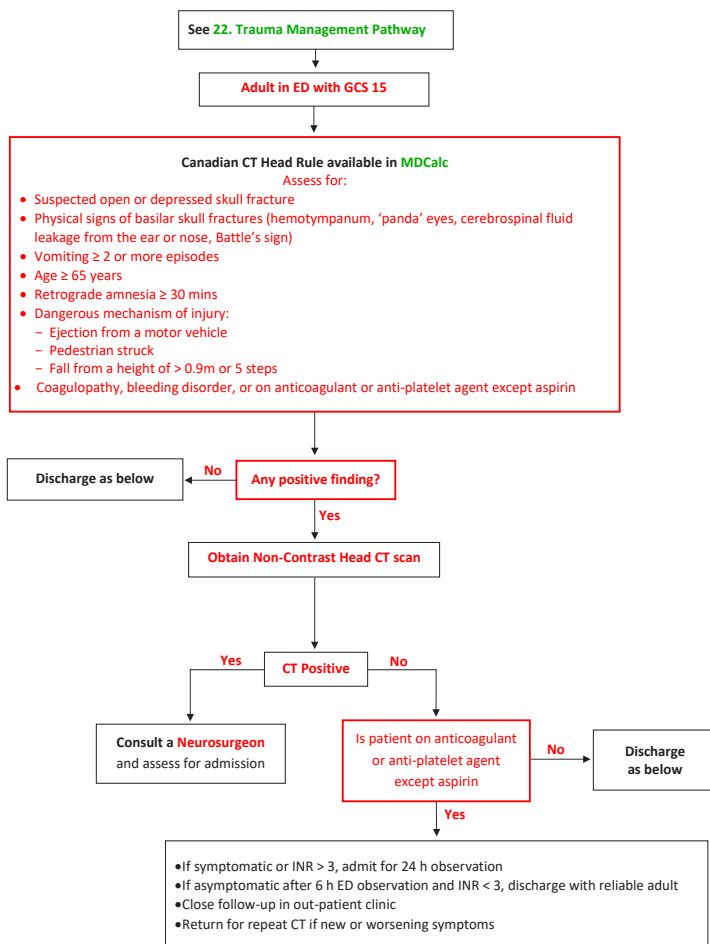 See 22. Trauma Management Pathway
Adult in ED with GCS 15
Canadian CT Head Rule available in MDCalc
Assess for:
• Suspected open or depressed skull fracture
• Physical signs of basilar skull fractures (hemotympanum, ‘panda’ eyes, cerebrospinal fluid
leakage from the ear or nose, Battle’s sign)
• Vomiting ≥ 2 or more episodes
• Age ≥ 65 years
• Retrograde amnesia ≥ 30 mins
• Dangerous mechanism of injury:
− Ejection from a motor vehicle
− Pedestrian struck
− Fall from a height of > 0.9m or 5 steps
• Coagulopathy, bleeding disorder, or on anticoagulant or anti-platelet agent except aspirin
Discharge as below
No
Any positive finding?
Yes
Obtain Non-Contrast Head CT scan
Yes
CT Positive
No
Consult a Neurosurgeon
and assess for admission
Is patient on anticoagulant
or anti-platelet agent
except aspirin
No
Discharge
as below
Yes
•If symptomatic or INR > 3, admit for 24 h observation
•If asymptomatic after 6 h ED observation and INR < 3, discharge with reliable adult
•Close follow-up in out-patient clinic
•Return for repeat CT if new or worsening symptoms